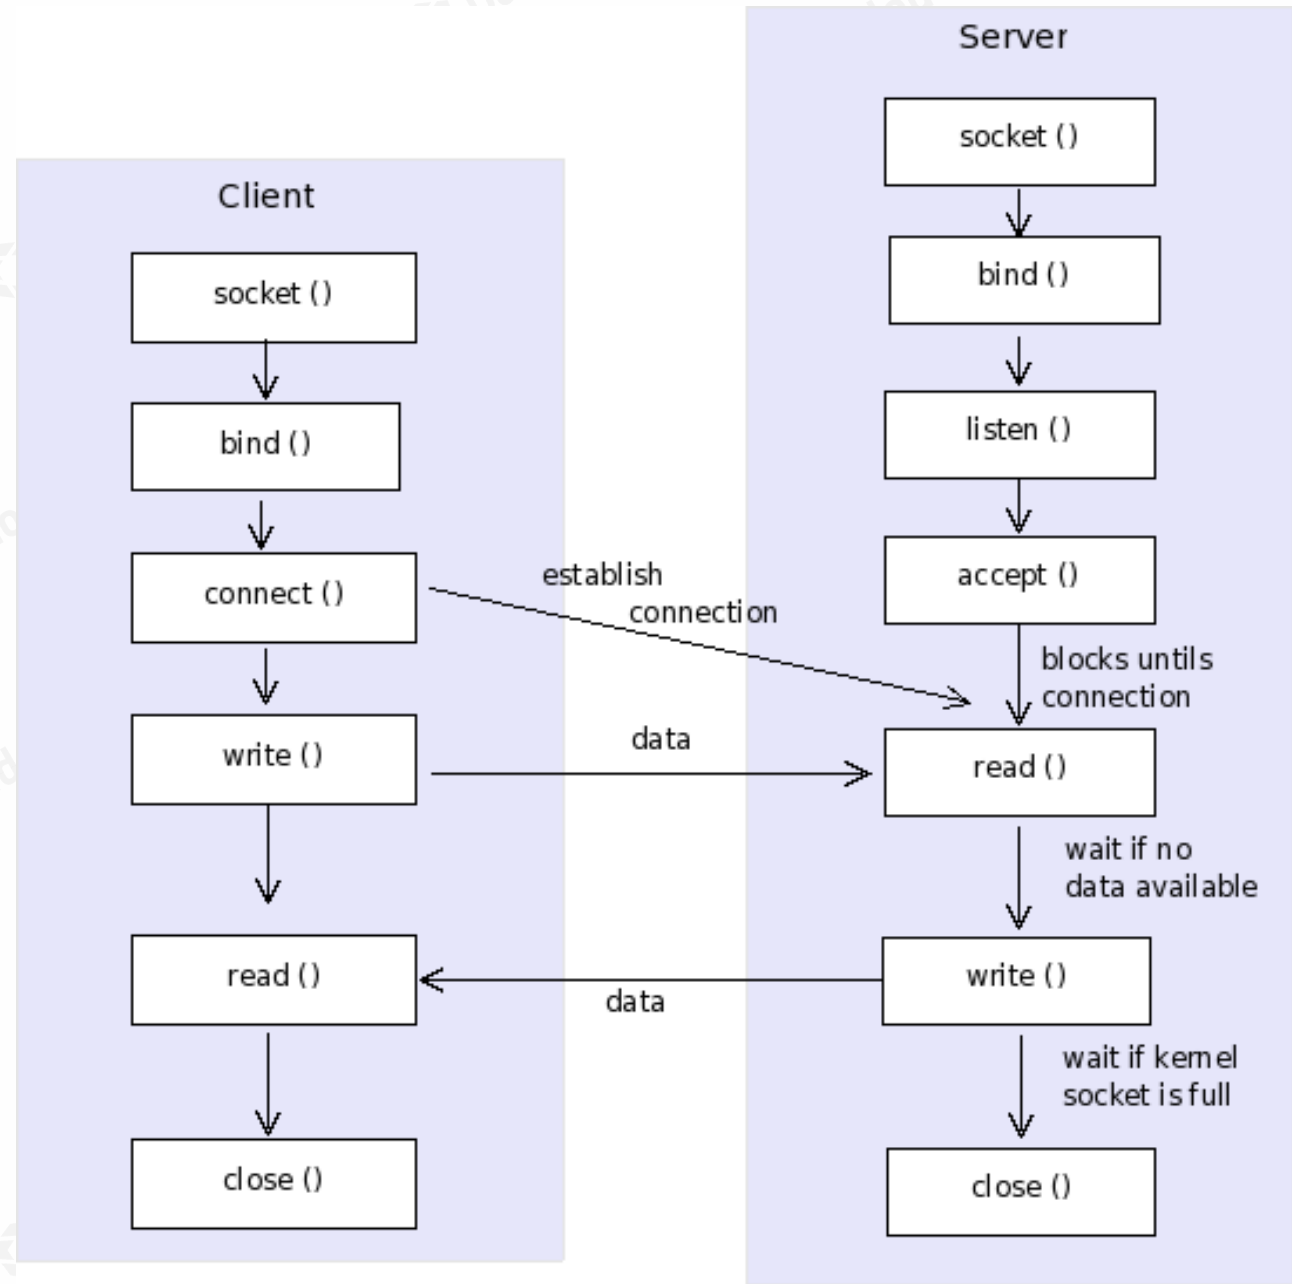 Server
socket ()
bind ()
listen ()
accept ()
blocks untils
connection
read ()
wait if no
data available
write ()
wait if kernel
socket is full
close ()
Client
socket ()
bind ()
connect ()
establish
connection
write ()
data
read ()
data
close ()